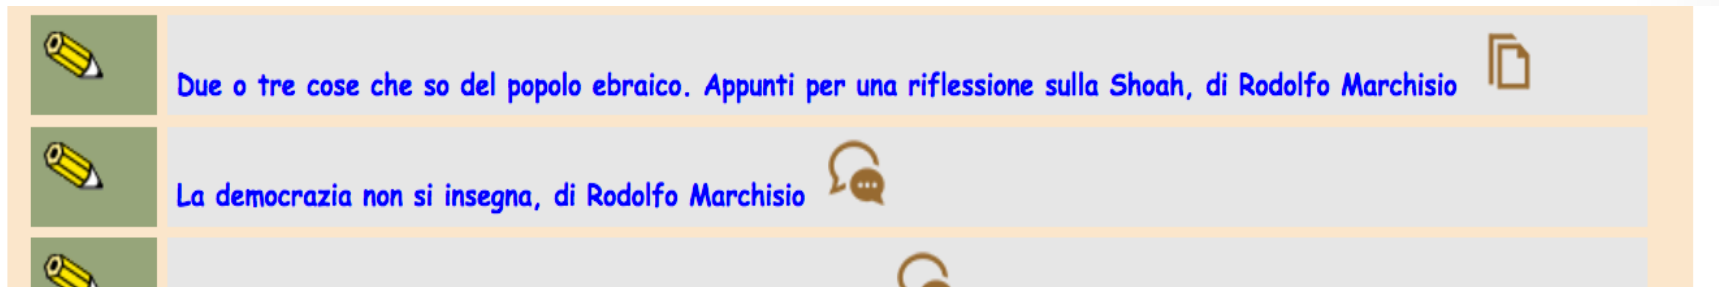 Due o tre cose che so del popolo ebraico. Appunti per una riflessione sulla Shoah, di Rodolfo Marchisio
La democrazia non si insegna, di Rodolfo Marchisio